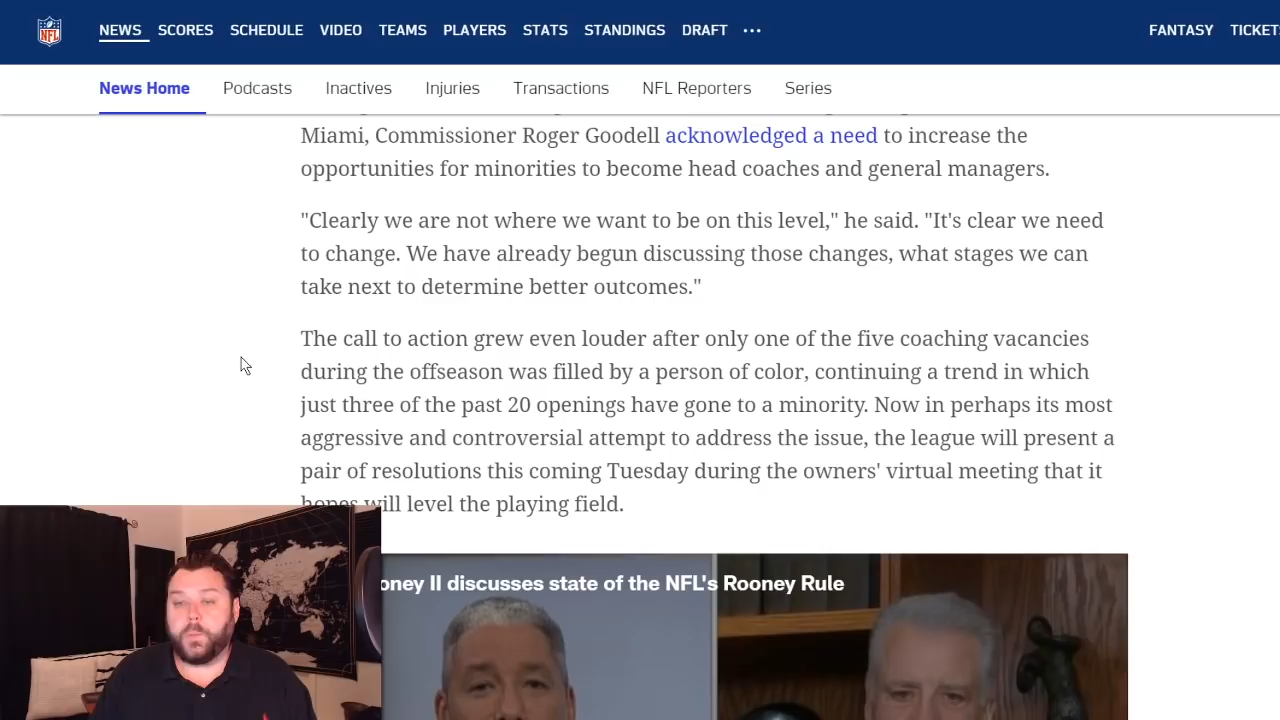 NFL
NEWS SCORES SCHEDULE VIDEO TEAMS PLAYERS STATS STANDINGS DRAFT ••• FANTASY TICKET
News Home Podcasts Inactives Injuries Transactions NFL Reporters Series
Miami, Commissioner Roger Goodell acknowledged a need to increase the
opportunities for minorities to become head coaches and general managers.
"Clearly we are not where we want to be on this level," he said. "It's clear we need
to change. We have already begun discussing those changes, what stages we can
take next to determine better outcomes."
The call to action grew even louder after only one of the five coaching vacancies
during the offseason was filled by a person of color, continuing a trend in which
just three of the past 20 openings have gone to a minority. Now in perhaps its most
aggressive and controversial attempt to address the issue, the league will present a
pair of resolutions this coming Tuesday during the owners' virtual meeting that it
hopes will level the playing field.
oney II discusses state of the NFL's Rooney Rule